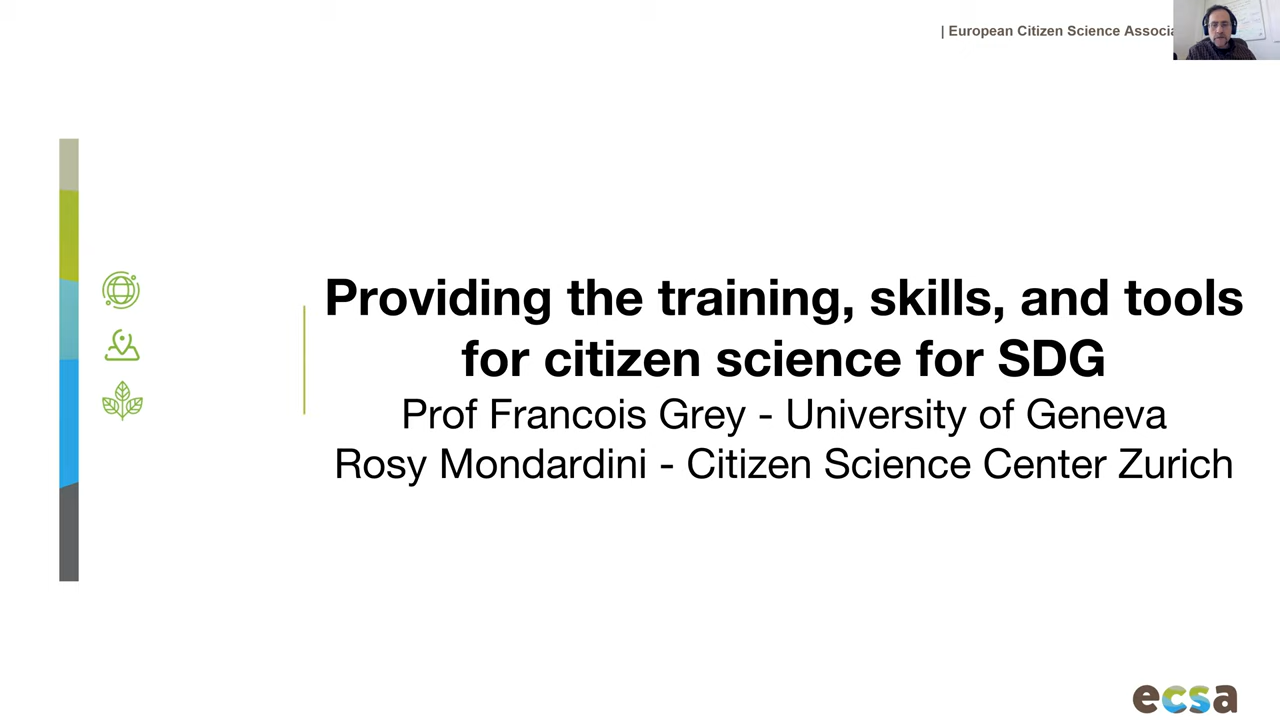 | European Citizen Science
Providing the training, skills, and tools
for citizen science for SDG
Prof Francois Grey - University of Geneva
Rosy Mondardini - Citizen Science Center Zurich
ecsa